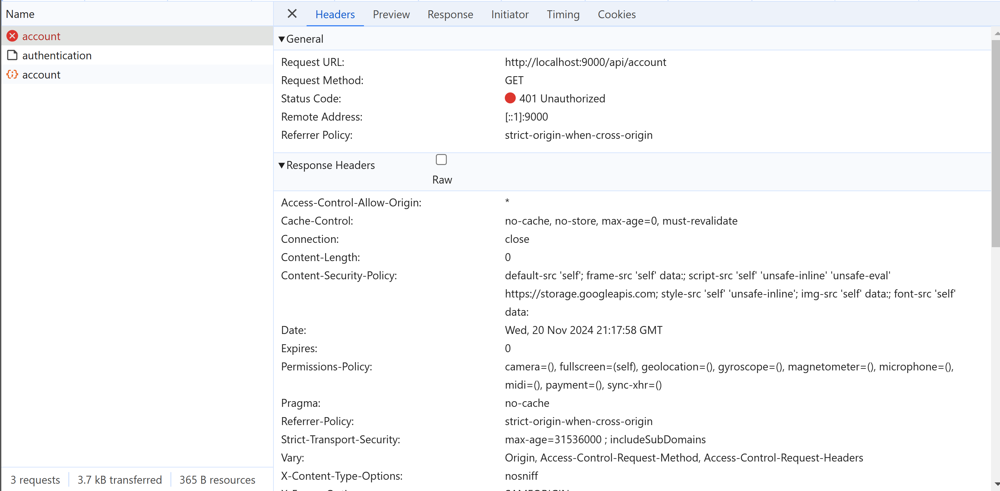 Name
account
authentication
account
3 requests
3.7 kB transferred
365 B resources
Headers
Preview
Response
Initiator
Timing
Cookies
General
Request URL: http://localhost:9000/api/account
Request Method: GET
Status Code: 401 Unauthorized
Remote Address: [::1]:9000
Referrer Policy: strict-origin-when-cross-origin
Response Headers
Raw
Access-Control-Allow-Origin: *
Cache-Control: no-cache, no-store, max-age=0, must-revalidate
Connection: close
Content-Length: 0
Content-Security-Policy: default-src 'self'; frame-src 'self' data:; script-src 'self' 'unsafe-inline' 'unsafe-eval'
https://storage.googleapis.com; style-src 'self' 'unsafe-inline'; img-src 'self' data:; font-src 'self'
data:
Date: Wed, 20 Nov 2024 21:17:58 GMT
Expires: 0
Permissions-Policy: camera=(), fullscreen=(self), geolocation=(), gyroscope=(), magnetometer=(), microphone=(),
midi=(), payment=(), sync-xhr=()
Pragma: no-cache
Referrer-Policy: strict-origin-when-cross-origin
Strict-Transport-Security: max-age=31536000 ; includeSubDomains
Vary: Origin, Access-Control-Request-Method, Access-Control-Request-Headers
X-Content-Type-Options: nosniff